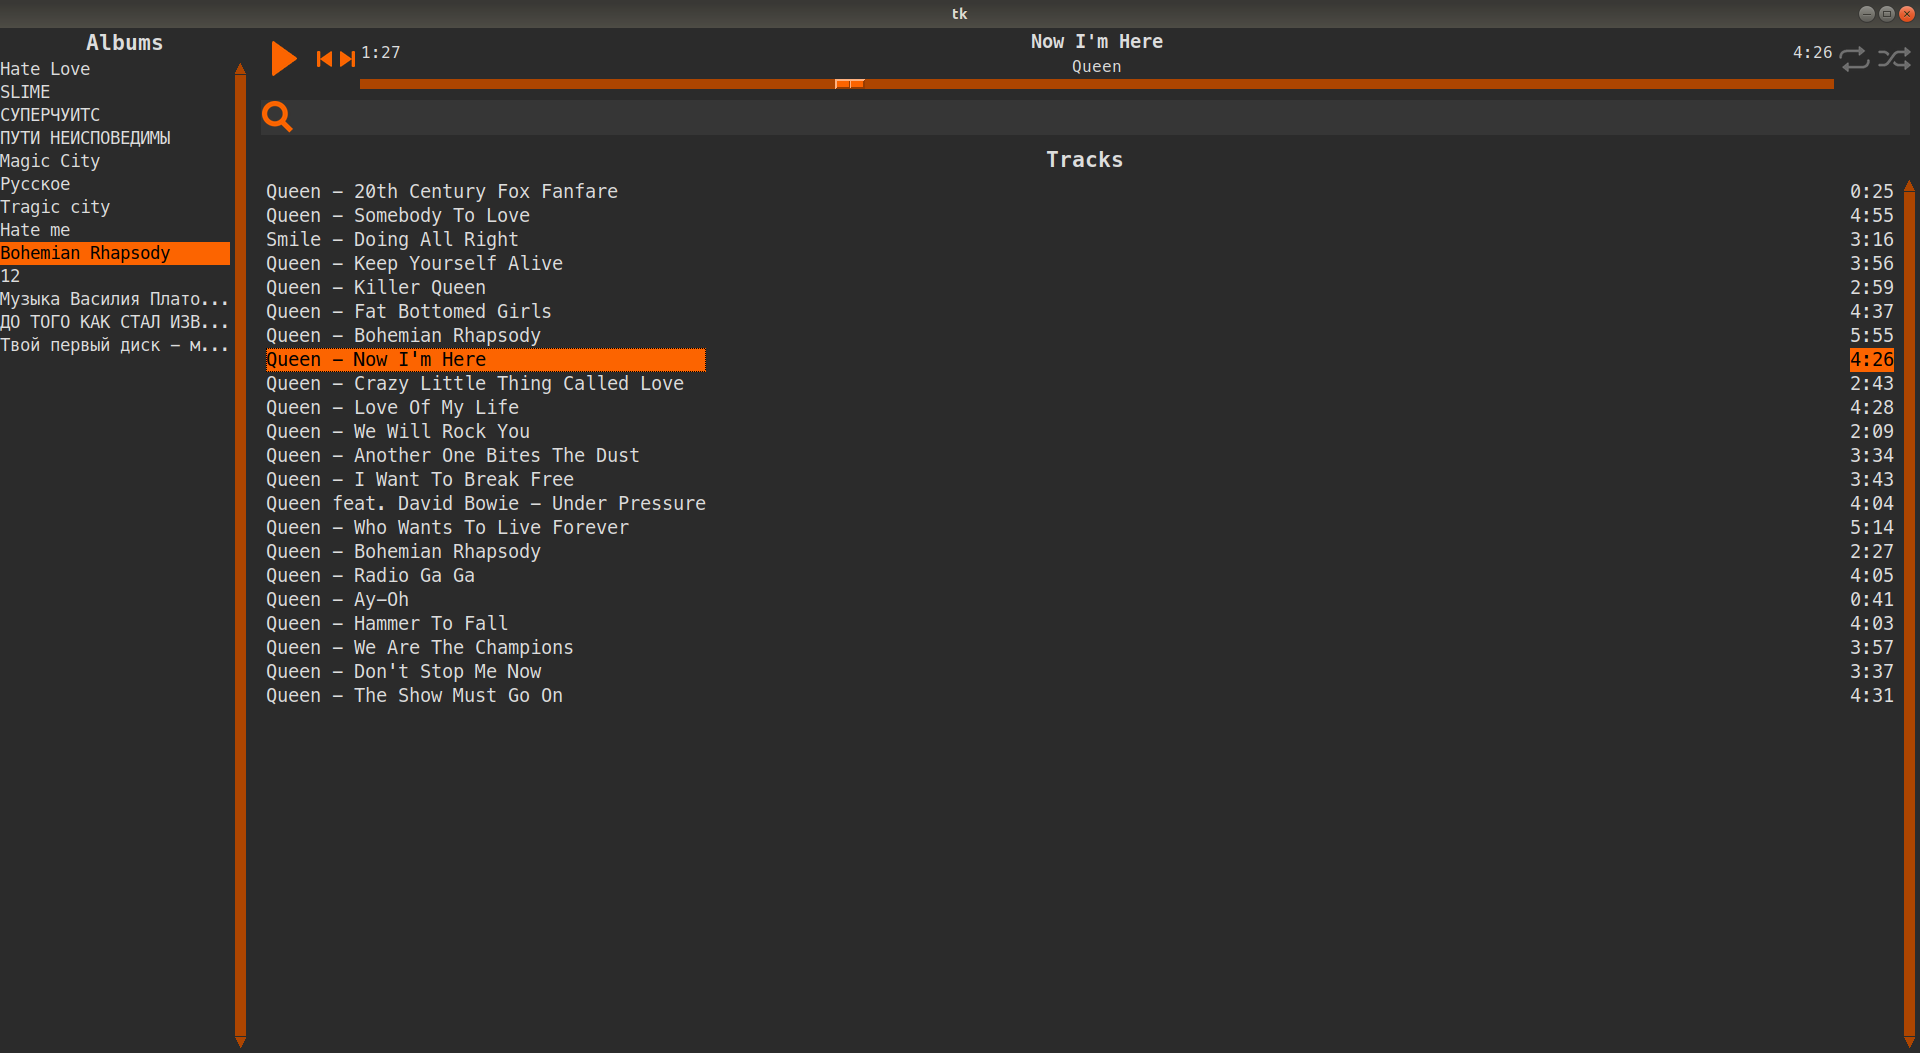 tk
Albums
Hate Love
SLIME
СУПЕРЧУИТС
ПУТИ НЕИСПОВЕДИМЫ
Magic City
Русское
Tragic city
Hate me
Bohemian Rhapsody
12
Музыка Василия Плато...
ДО ТОГО КАК СТАЛ ИЗВ...
Твой первый диск – м...
1:27
Now I'm Here
Queen
4:26
Tracks
Queen – 20th Century Fox Fanfare 0:25
Queen – Somebody To Love 4:55
Smile – Doing All Right 3:16
Queen – Keep Yourself Alive 3:56
Queen – Killer Queen 2:59
Queen – Fat Bottomed Girls 4:37
Queen – Bohemian Rhapsody 5:55
Queen – Now I'm Here 4:26
Queen – Crazy Little Thing Called Love 2:43
Queen – Love Of My Life 4:28
Queen – We Will Rock You 2:09
Queen – Another One Bites The Dust 3:34
Queen – I Want To Break Free 3:43
Queen feat. David Bowie – Under Pressure 4:04
Queen – Who Wants To Live Forever 5:14
Queen – Bohemian Rhapsody 2:27
Queen – Radio Ga Ga 4:05
Queen – Ay–Oh 0:41
Queen – Hammer To Fall 4:03
Queen – We Are The Champions 3:57
Queen – Don't Stop Me Now 3:37
Queen – The Show Must Go On 4:31